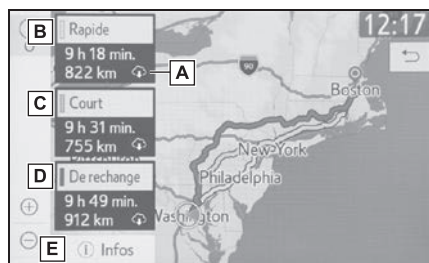 B Rapide
12:17
9 h 18 min.
822 km A
90
Boston
C Court
9 h 31 min.
755 km
New York
D De rechange
Philadelphia
9 h 49 min.
912 km
Washington
E Infos